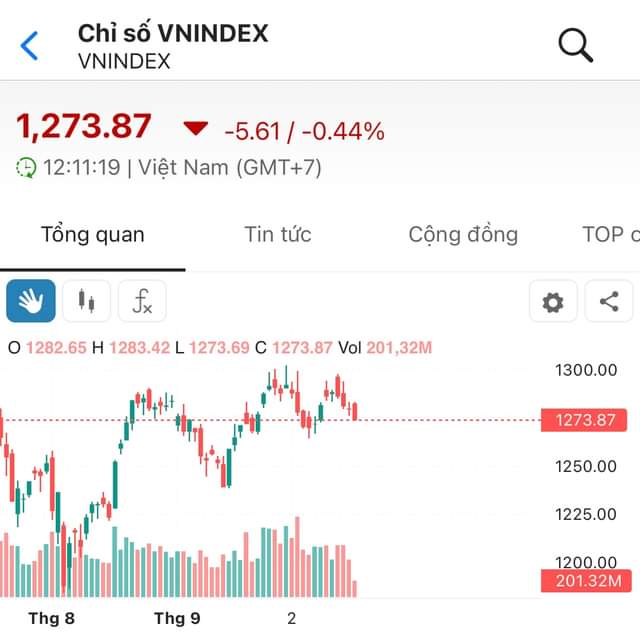 Chỉ số VNINDEX
VNINDEX
1,273.87 -5.61 / -0.44%
12:11:19 | Việt Nam (GMT+7)
Tổng quan Tin tức Cộng đồng TOP c
fx
O 1282.65 H 1283.42 L 1273.69 C 1273.87 Vol 201,32M
1300.00
1273.87
1250.00
1225.00
1200.00
201.32M
Thg 8 Thg 9 2